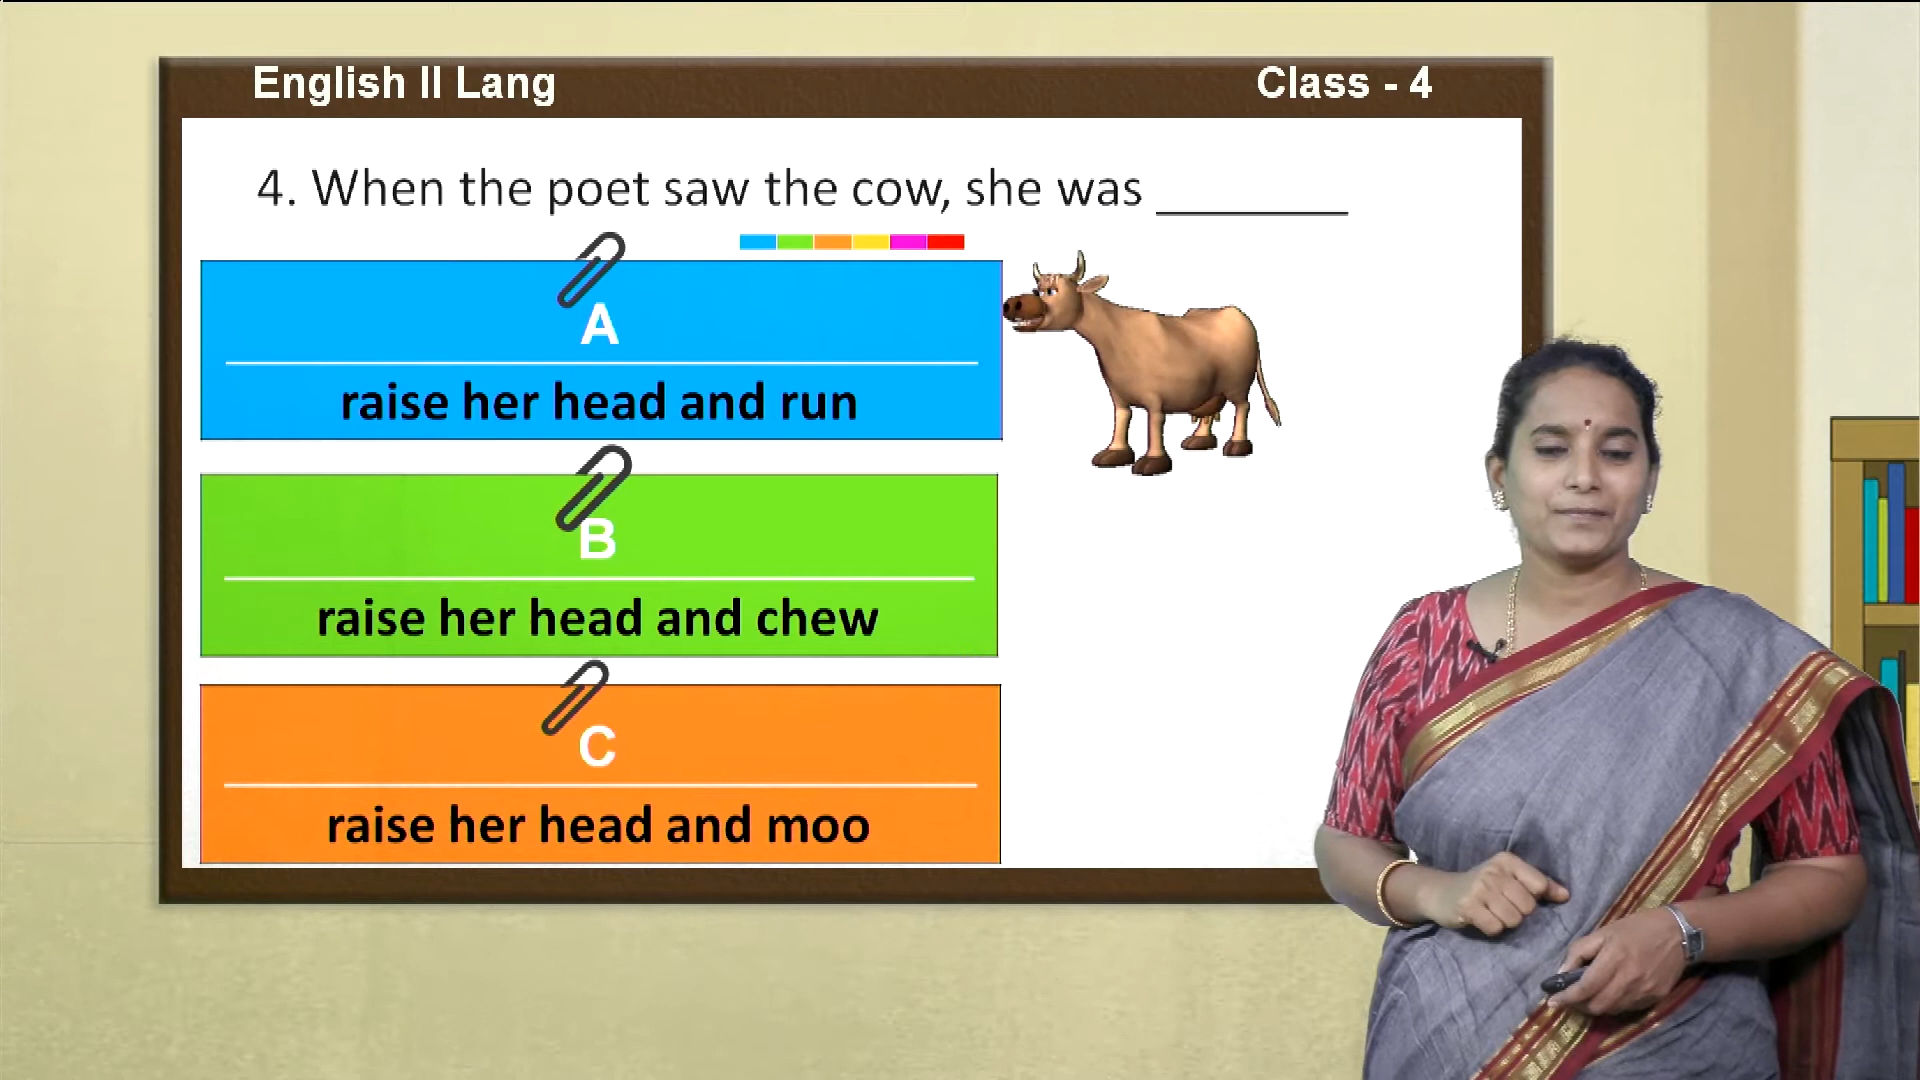 English II Lang
Class - 4
4. When the poet saw the cow, she was ________
A
raise her head and run
B
raise her head and chew
C
raise her head and moo